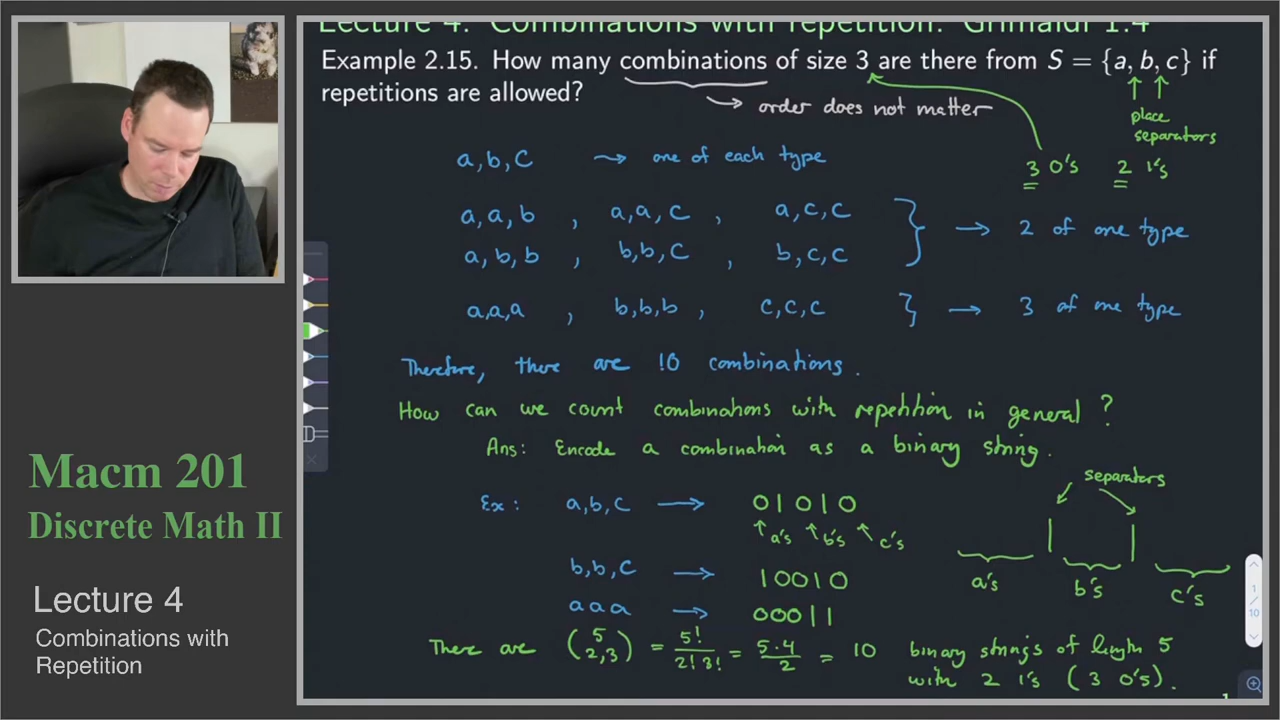 Lecture 4: Combinations with repetition: Grimaldi 1.4
Example 2.15. How many combinations of size 3 are there from S = {a, b, c} if
repetitions are allowed?
order does not matter
place
separators
3 0's 2 1's
a, b, c → one of each type
a, a, b , a, a, c , a, c, c
a, b, b , b, b, c , b, c, c
} → 2 of one type
a,a,a , b,b,b , c,c,c } → 3 of one type
Therefore, there are 10 combinations.
How can we count combinations with repetition in general?
Ans: Encode a combination as a binary string.
separators
Ex: a, b, c → 01010
a's b's c's
a's b's c's
b, b, c → 10010
a a a → 00011
There are (5 2,3) = 5!/2!3! = 5·4/2 = 10 binary strings of length 5
with 2 1's (3 0's).
Macm 201
Discrete Math II
Lecture 4
Combinations with
Repetition
1
10
1